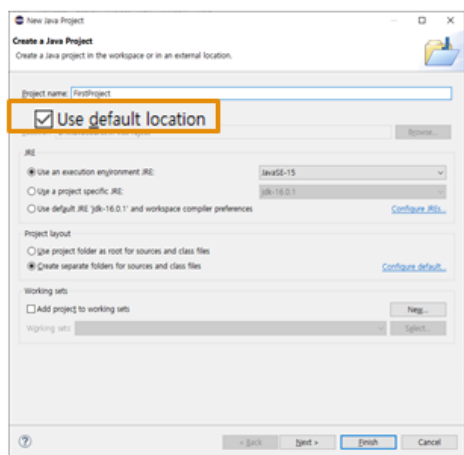 New Java Project
Create a Java Project
Create a Java project in the workspace or in an external location.
Project name: FirstProject
Use default location
Browse...
JRE
Use an execution environment JRE: JavaSE-15
Use a project specific JRE: jdk-16.0.1
Use default JRE 'jdk-16.0.1' and workspace compiler preferences Configure JREs...
Project layout
Use project folder as root for sources and class files
Create separate folders for sources and class files Configure default...
Working sets
Add project to working sets New...
Working sets: Select...
< Back Next > Finish Cancel